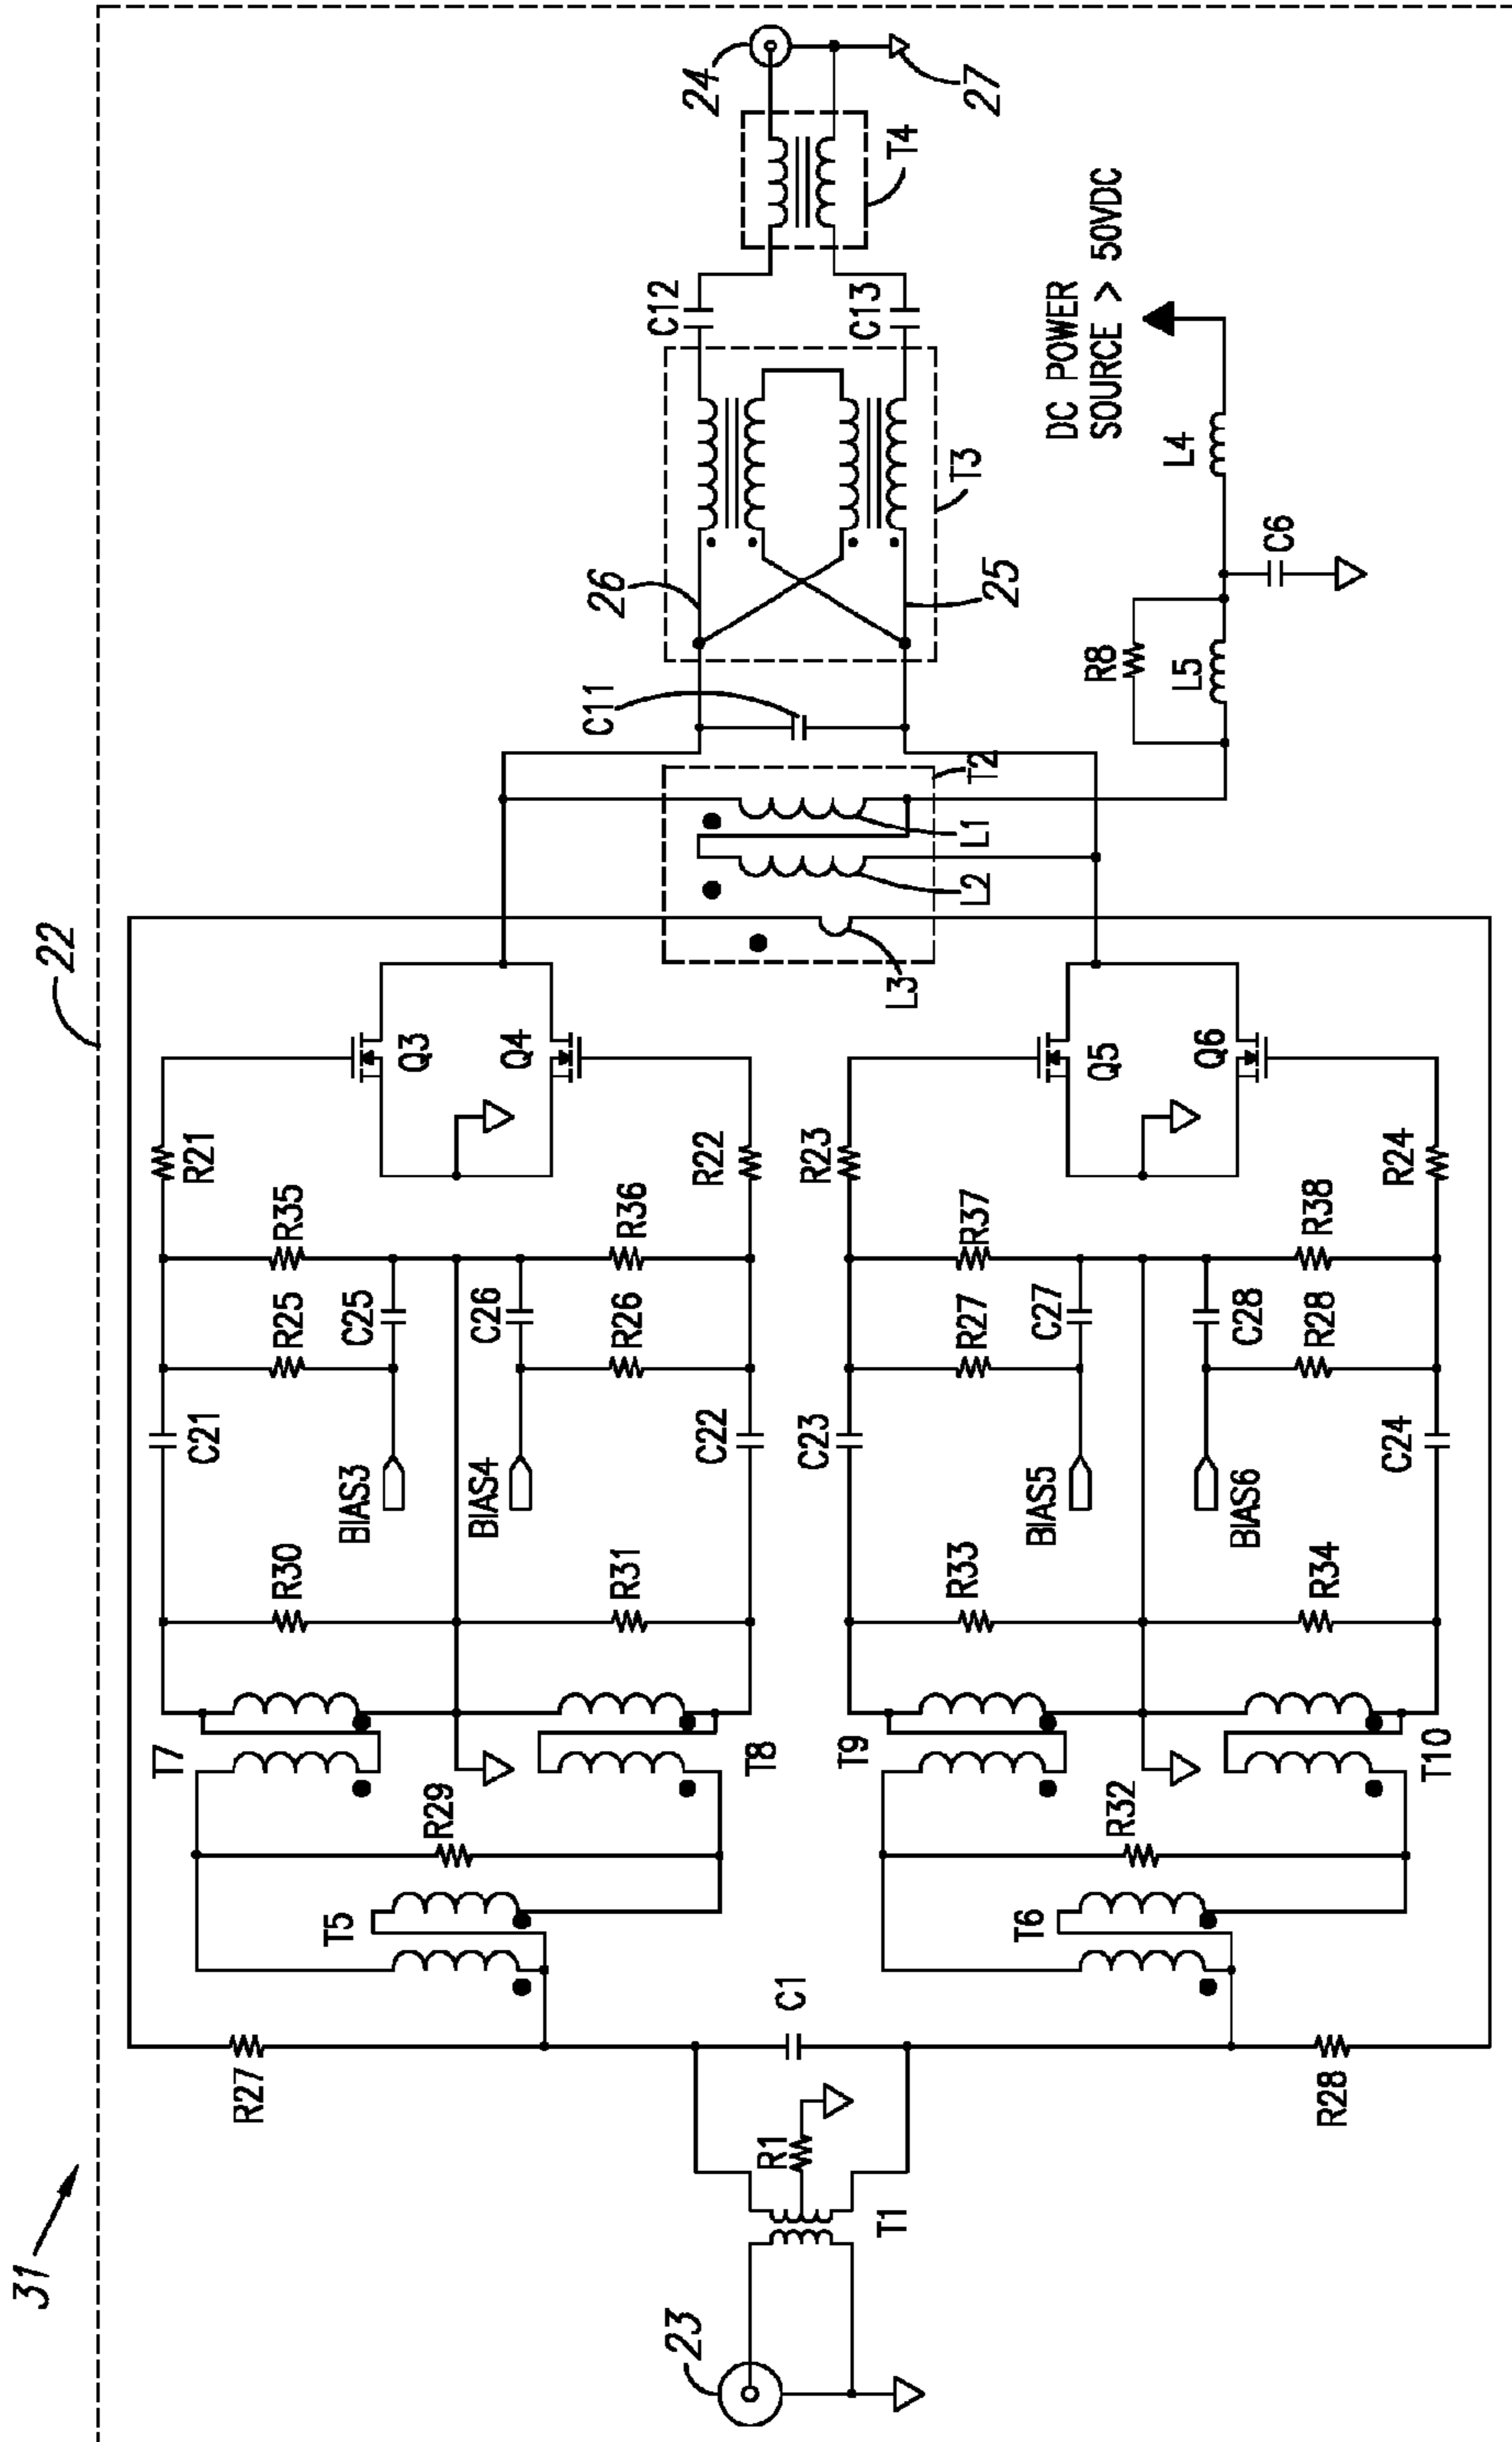 31
22
23
T1
R1
C1
R27
R28
T5
R29
T7
T8
R30
R31
BIAS3
BIAS4
C21
C22
R25
C25
C26
R26
R35
R36
R21
R22
Q3
Q4
T6
R32
T9
T10
R33
R34
BIAS5
BIAS6
C23
C24
R27
C27
C28
R28
R37
R38
R23
R24
Q5
Q6
L3
L2
L1
T2
C11
26
25
T3
C12
C13
T4
24
27
R8
L5
C6
L4
DC POWER
SOURCE > 50VDC